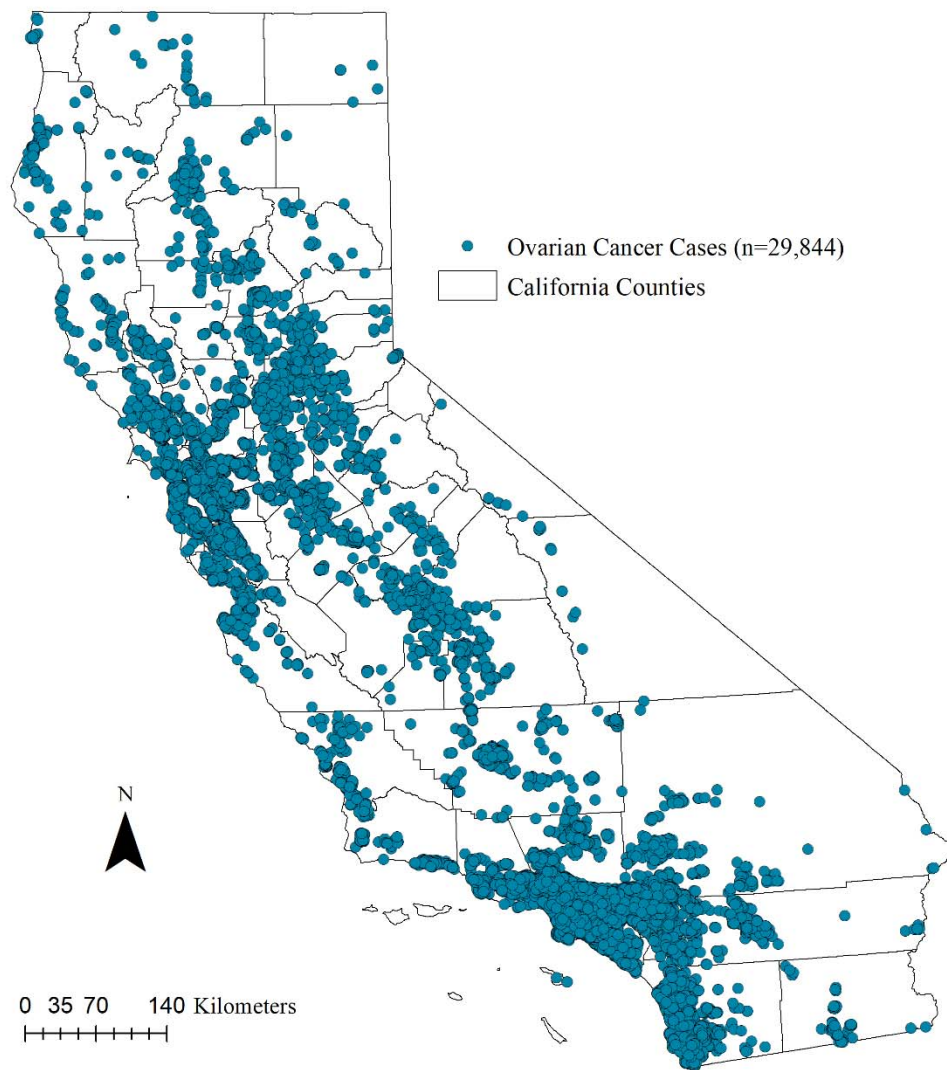 Ovarian Cancer Cases (n=29,844)
California Counties
N
0 35 70 140 Kilometers